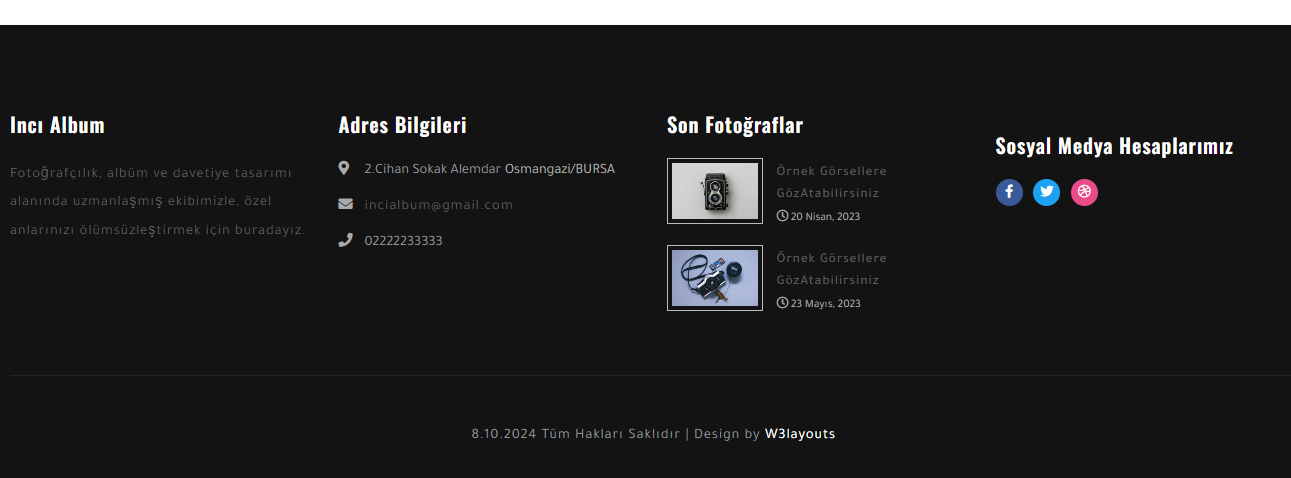 Incı Album
Fotoğrafçılık, albüm ve davetiye tasarımı
alanında uzmanlaşmış ekibimizle, özel
anlarınızı ölümsüzleştirmek için buradayız.
Adres Bilgileri
2.Cihan Sokak Alemdar Osmangazi/BURSA
incialbum@gmail.com
02222233333
Son Fotoğraflar
Örnek Görsellere
GözAtabilirsiniz
20 Nisan, 2023
Örnek Görsellere
GözAtabilirsiniz
23 Mayıs, 2023
Sosyal Medya Hesaplarımız
8.10.2024 Tüm Hakları Saklıdır | Design by W3layouts